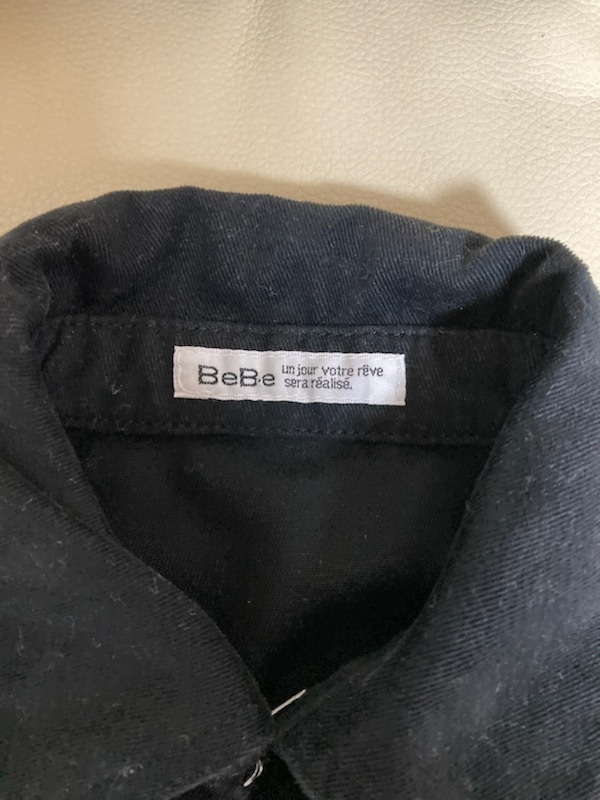 BeBe un jour votre rêve
sera réalisé.